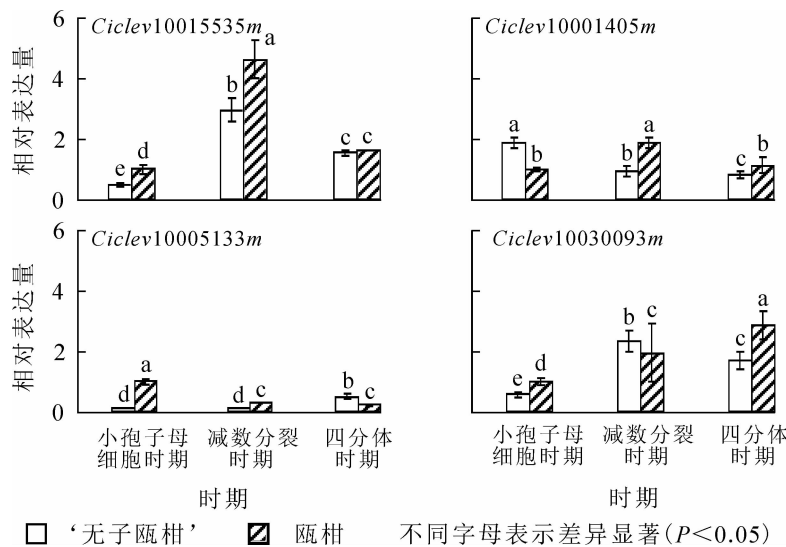 Ciclev10015535m
Ciclev10001405m
相对表达量
6
4
2
0
e
d
b
a
c
c
a
b
b
a
c
b
Ciclev10005133m
Ciclev10030093m
相对表达量
6
4
2
0
d
a
d
c
b
c
e
d
b
c
c
a
小孢子母
细胞时期
减数分裂
时期
四分体
时期
小孢子母
细胞时期
减数分裂
时期
四分体
时期
时期
时期
‘无子瓯柑’ 瓯柑 不同字母表示差异显著(P<0.05)